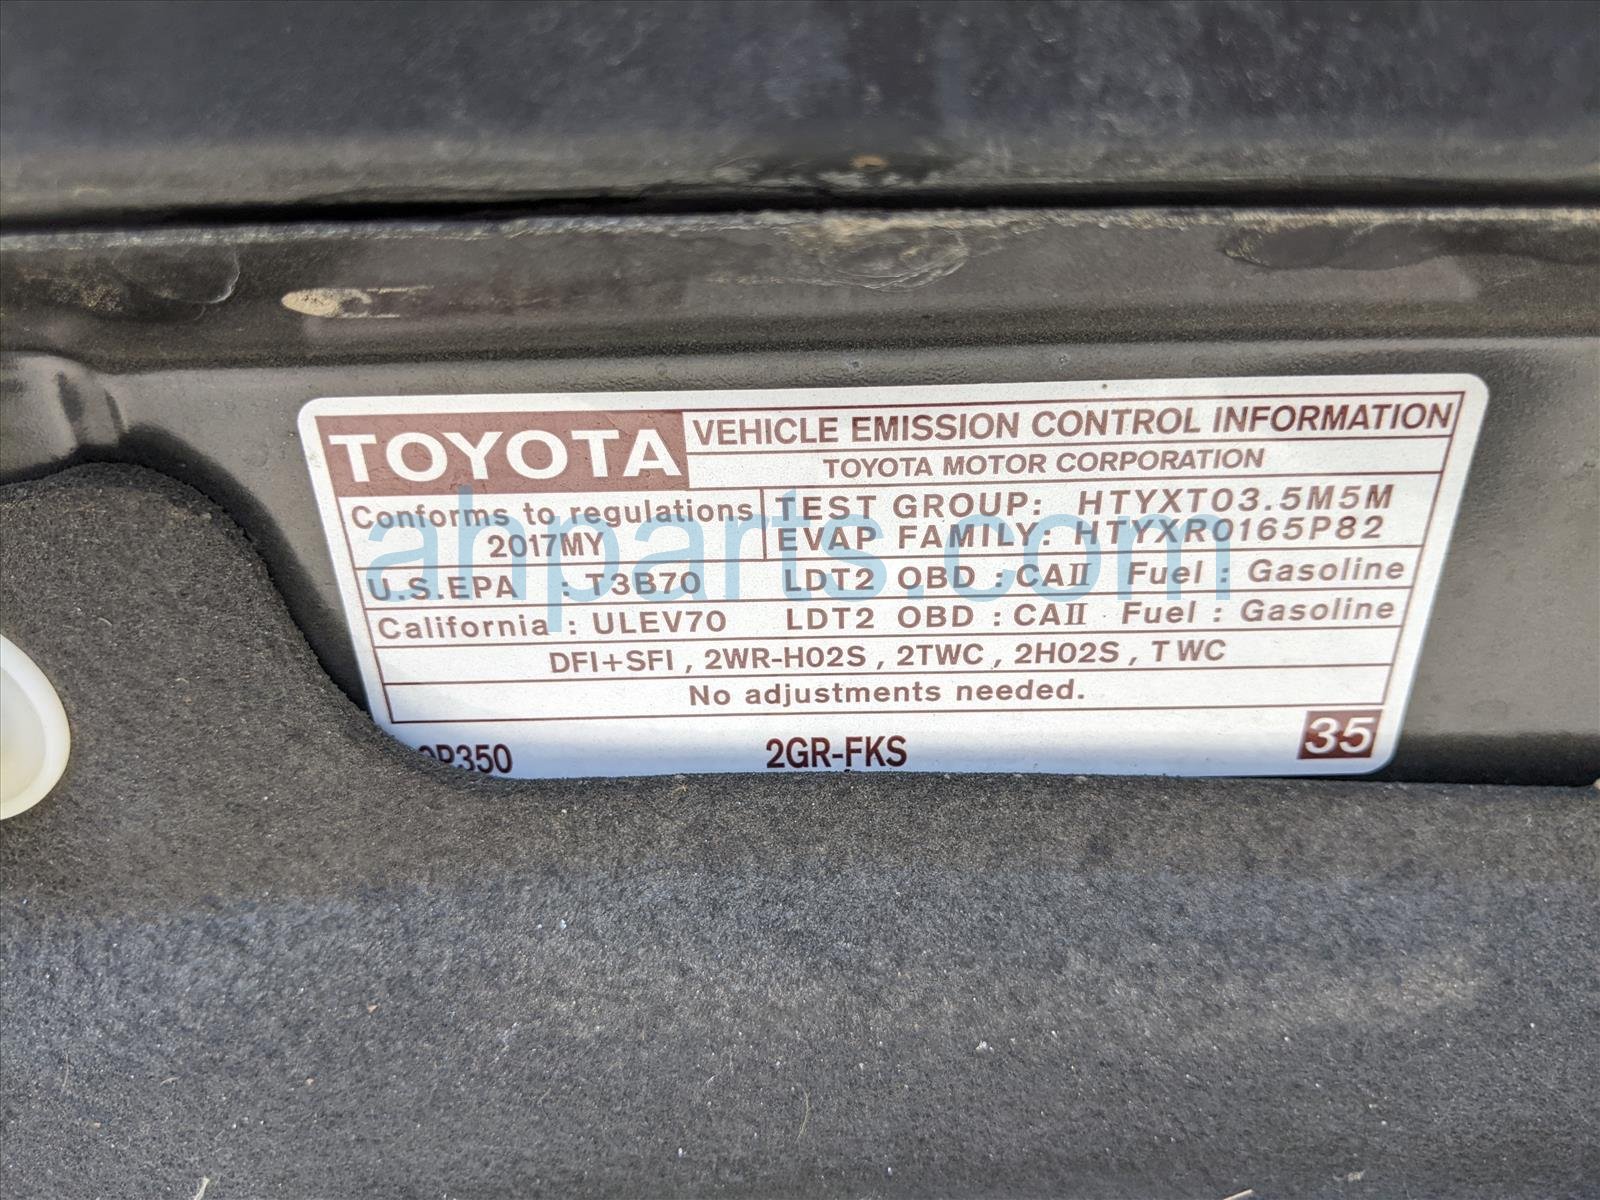 TOYOTA VEHICLE EMISSION CONTROL INFORMATION
TOYOTA MOTOR CORPORATION
Conforms to regulations
2017MY
TEST GROUP: HTYXT03.5M5M
EVAP FAMILY: HTYXR0165P82
U.S.EPA : T3B70 LDT2 OBD : CAII Fuel : Gasoline
California : ULEV70 LDT2 OBD : CAII Fuel : Gasoline
DFI+SFI, 2WR-HO2S, 2TWC, 2HO2S, TWC
No adjustments needed.
2GR-FKS 35
ahparts.com